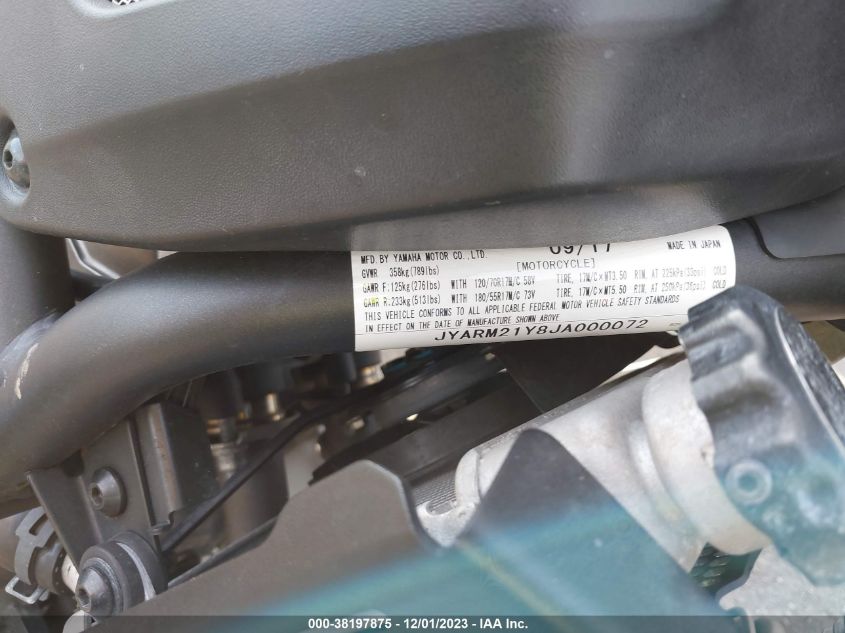 MFD BY YAMAHA MOTOR CO.,LTD. 09/17 MADE IN JAPAN
GVWR 358kg(789lbs) [MOTORCYCLE]
GAWR F:125kg(276lbs) WITH 120/70R17M/C 58V TIRE, 17M/C×MT3.50 RIM, AT 225kPa(33psi) COLD
GAWR R:233kg(513lbs) WITH 180/55R17M/C 73V TIRE, 17M/C×MT5.50 RIM, AT 250kPa(36psi) COLD
THIS VEHICLE CONFORMS TO ALL APPLICABLE FEDERAL MOTOR VEHICLE SAFETY STANDARDS
IN EFFECT ON THE DATE OF MANUFACTURE SHOWN ABOVE
JYARM21Y8JA000072
000-38197875 / 12/01/2023 - IAA Inc.